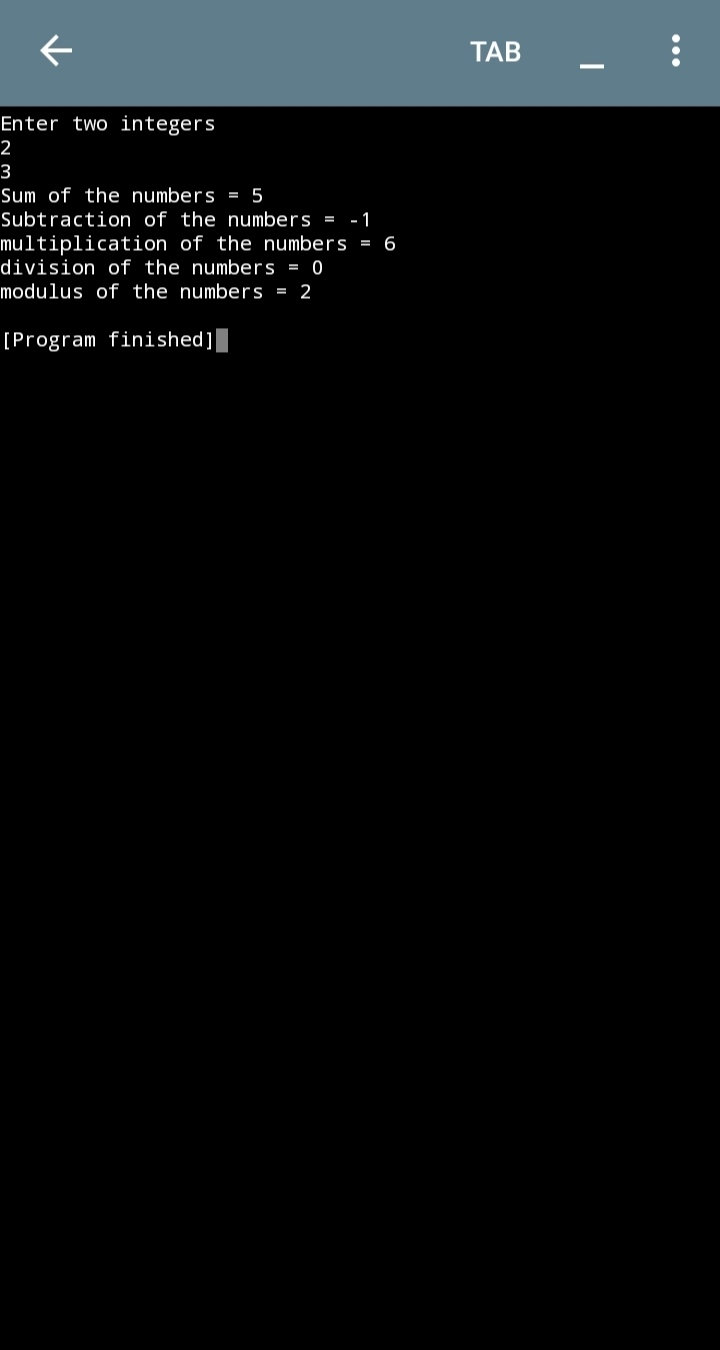 TAB _
Enter two integers
2
3
Sum of the numbers = 5
Subtraction of the numbers = -1
multiplication of the numbers = 6
division of the numbers = 0
modulus of the numbers = 2
[Program finished]